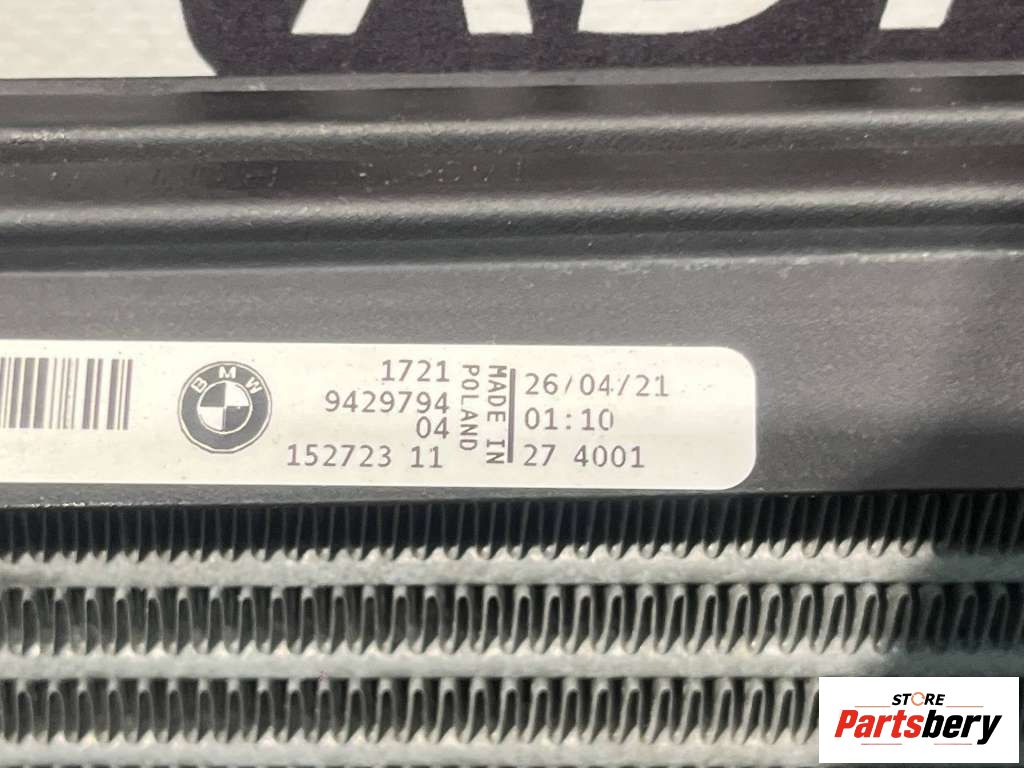 BMW
1721
9429794
04
152723 11
MADE IN
POLAND
26/04/21
01:10
27 4001
STORE
Partsbery